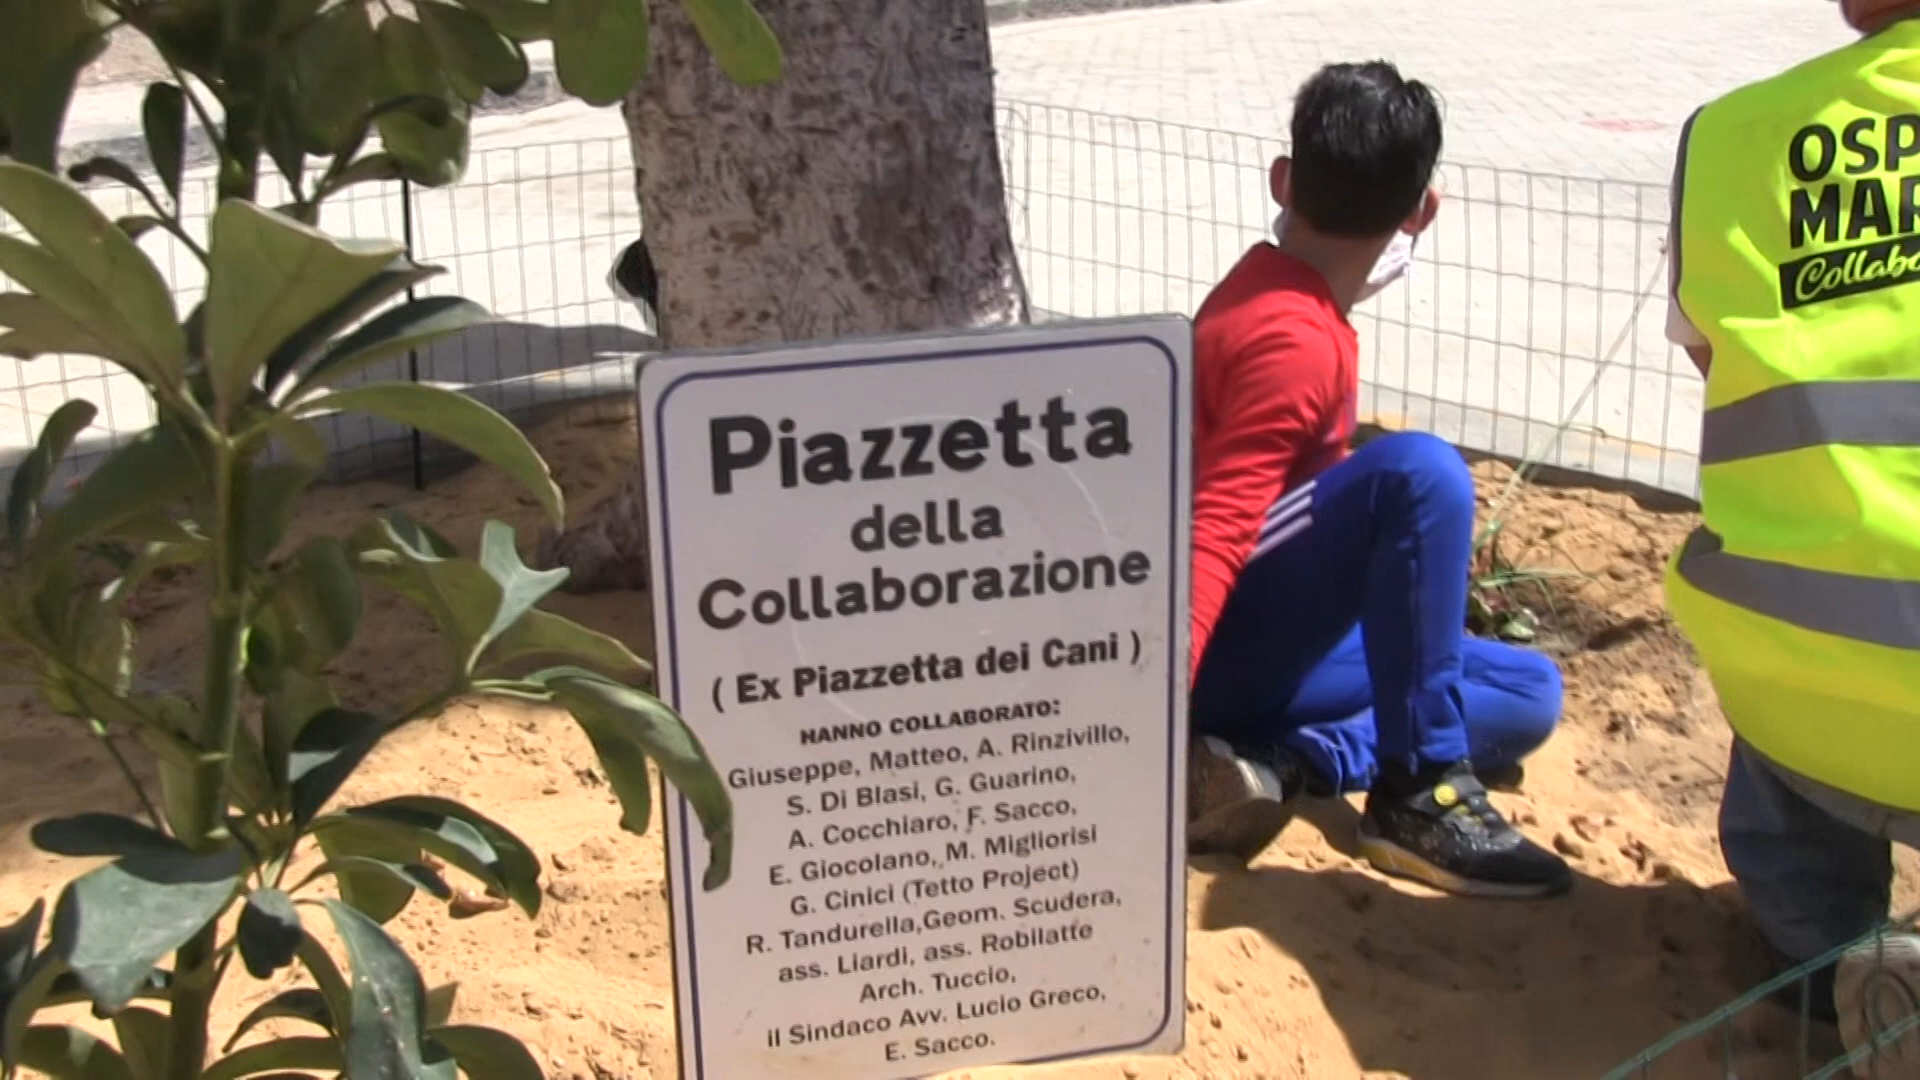 Piazzetta
della
Collaborazione
( Ex Piazzetta dei Cani )
HANNO COLLABORATO:
Giuseppe, Matteo, A. Rinzivillo,
S. Di Blasi, G. Guarino,
A. Cocchiaro, F. Sacco,
E. Giocolano, M. Migliorisi
G. Cinici (Tetto Project)
R. Tandurella,Geom. Scudera,
ass. Liardi, ass. Robilatte
Arch. Tuccio,
il Sindaco Avv. Lucio Greco,
E. Sacco.
OSP
MAR
Collabo